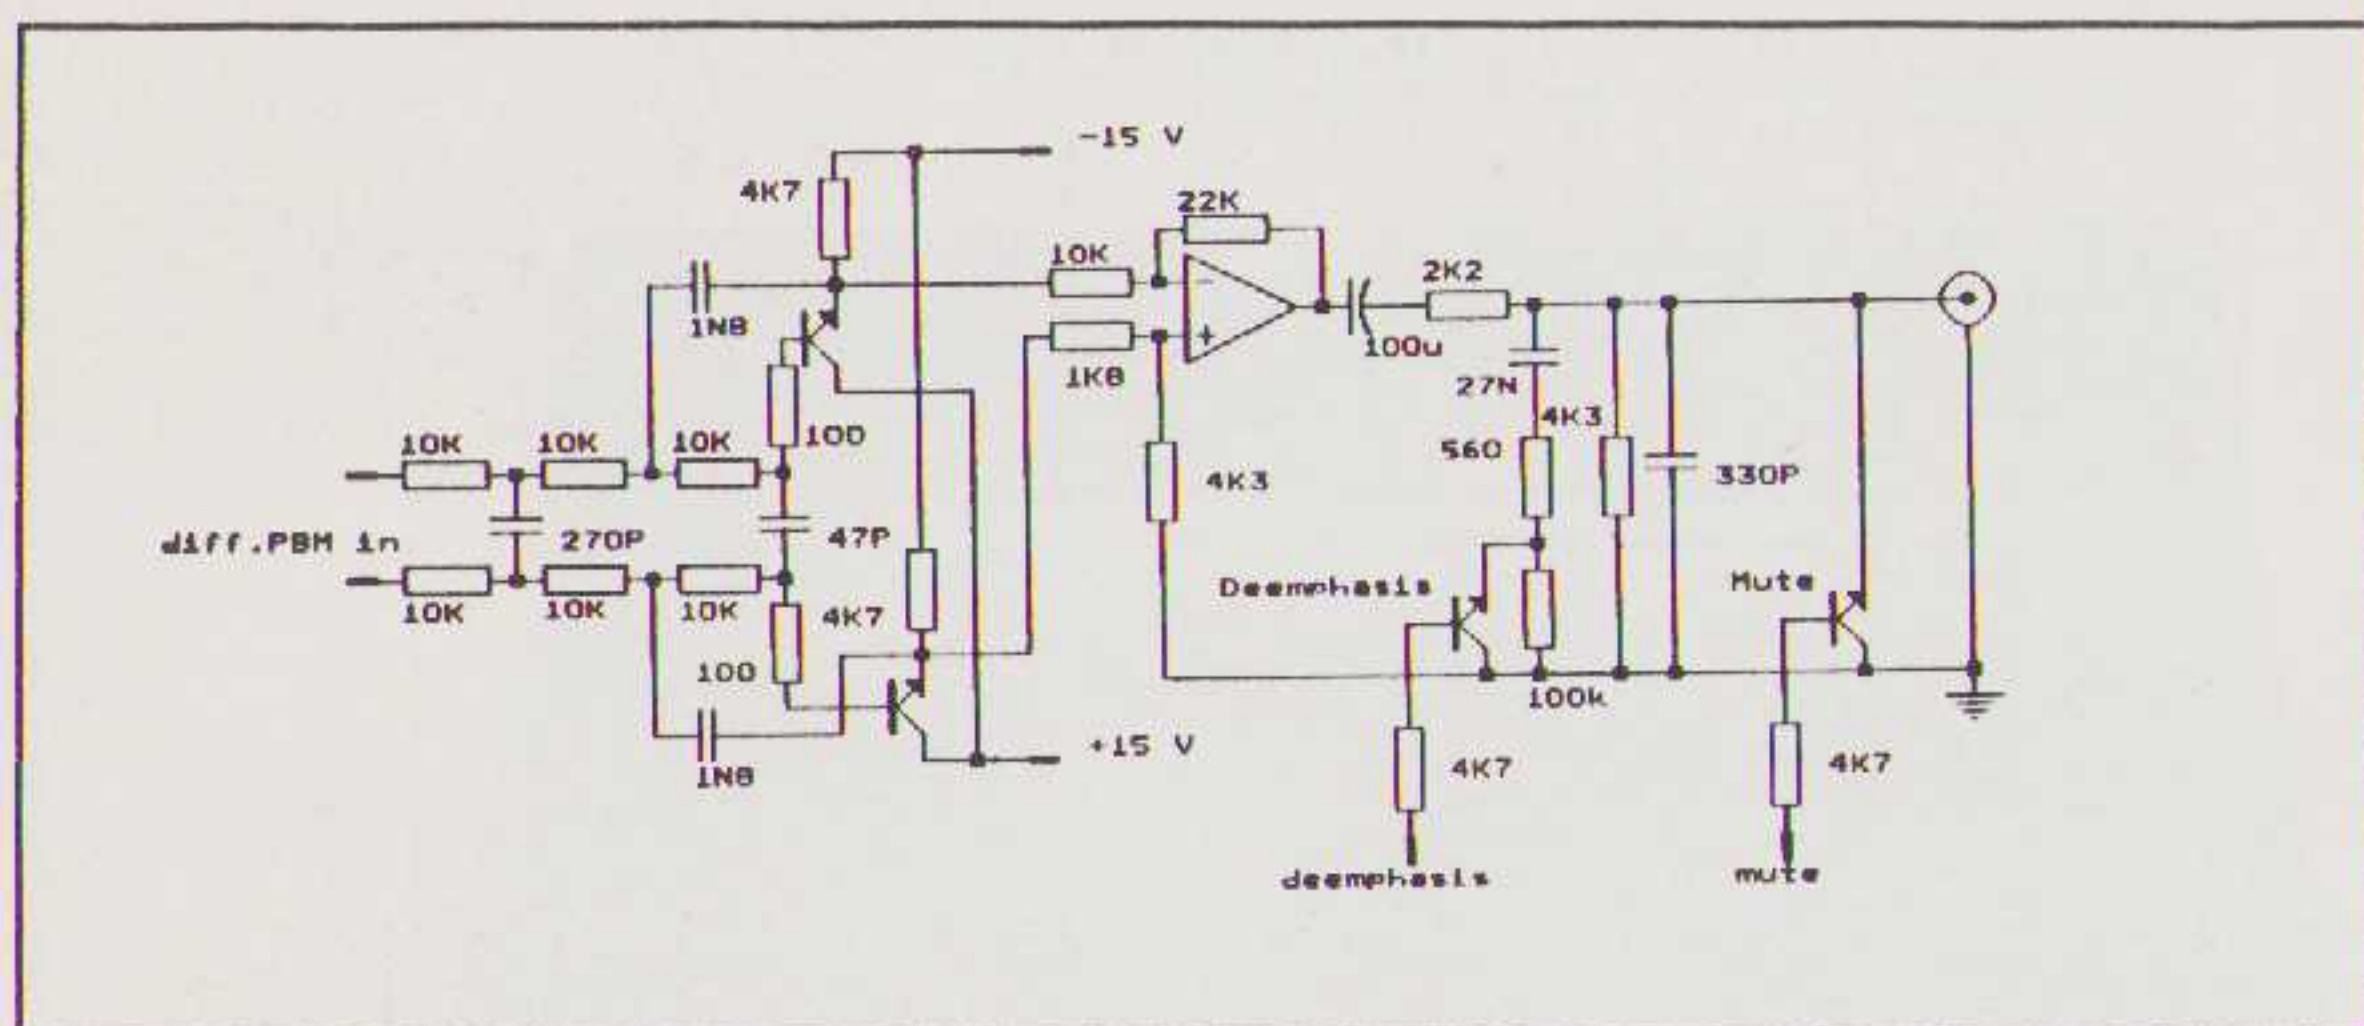 -15 V
4K7
22K
10K
2K2
1N8
100u
1K8
27N
4K3
10K
10K
10K
100
560
4K3
330P
diff.PBM in
270P
47P
Deemphasis
Mute
10K
10K
10K
4K7
100
100k
+15 V
1N8
4K7
4K7
deemphasis
mute